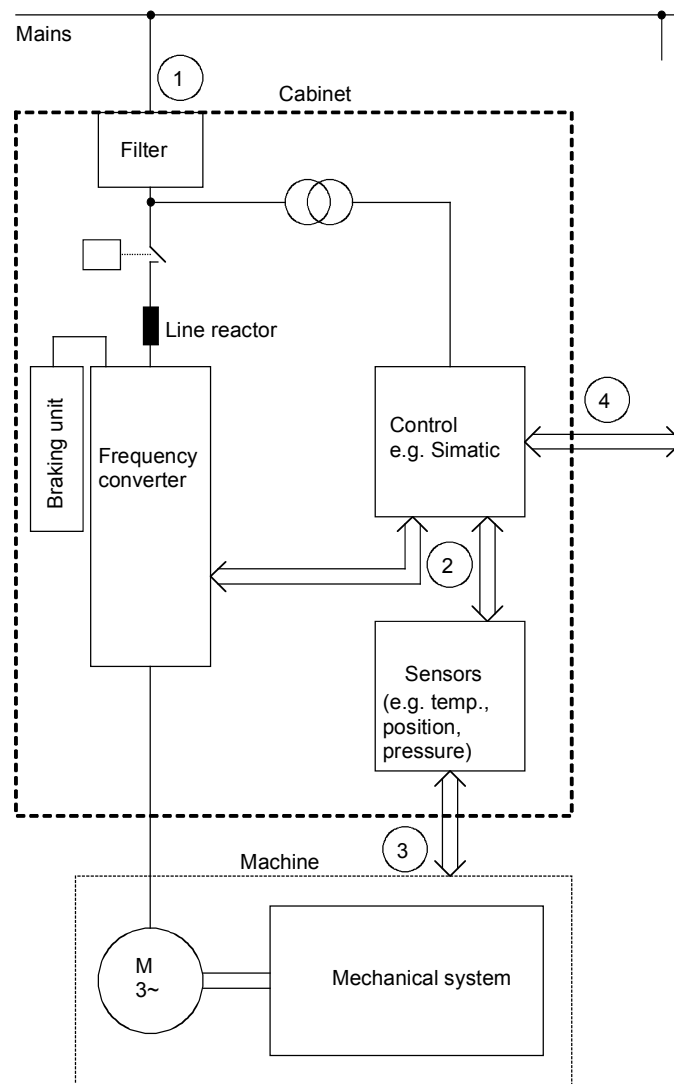 Mains
1
Cabinet
Filter
Line reactor
Braking unit
Frequency
converter
Control
e.g. Simatic
4
2
Sensors
(e.g. temp.,
position,
pressure)
3
Machine
M
3~
Mechanical system